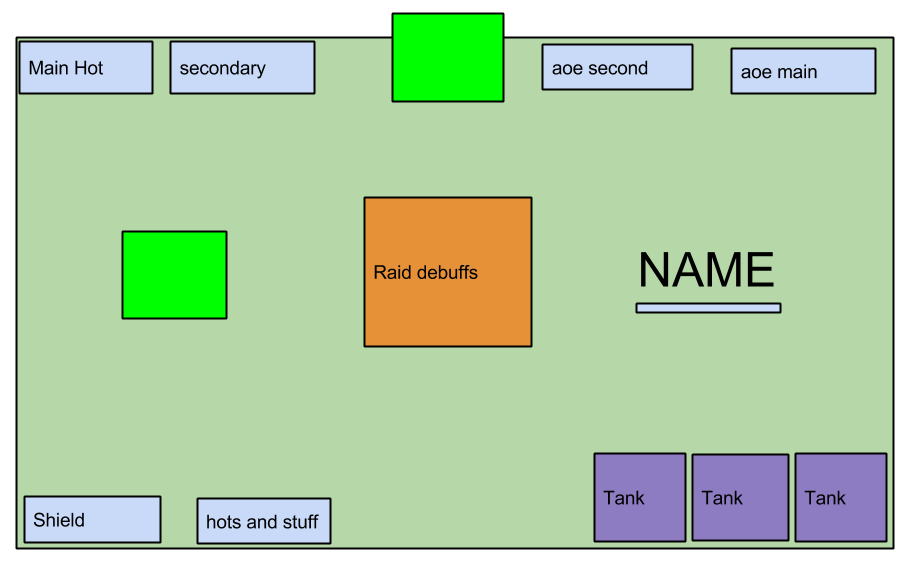 Main Hot
secondary
aoe second
aoe main
Raid debuffs
NAME
Shield
hots and stuff
Tank
Tank
Tank